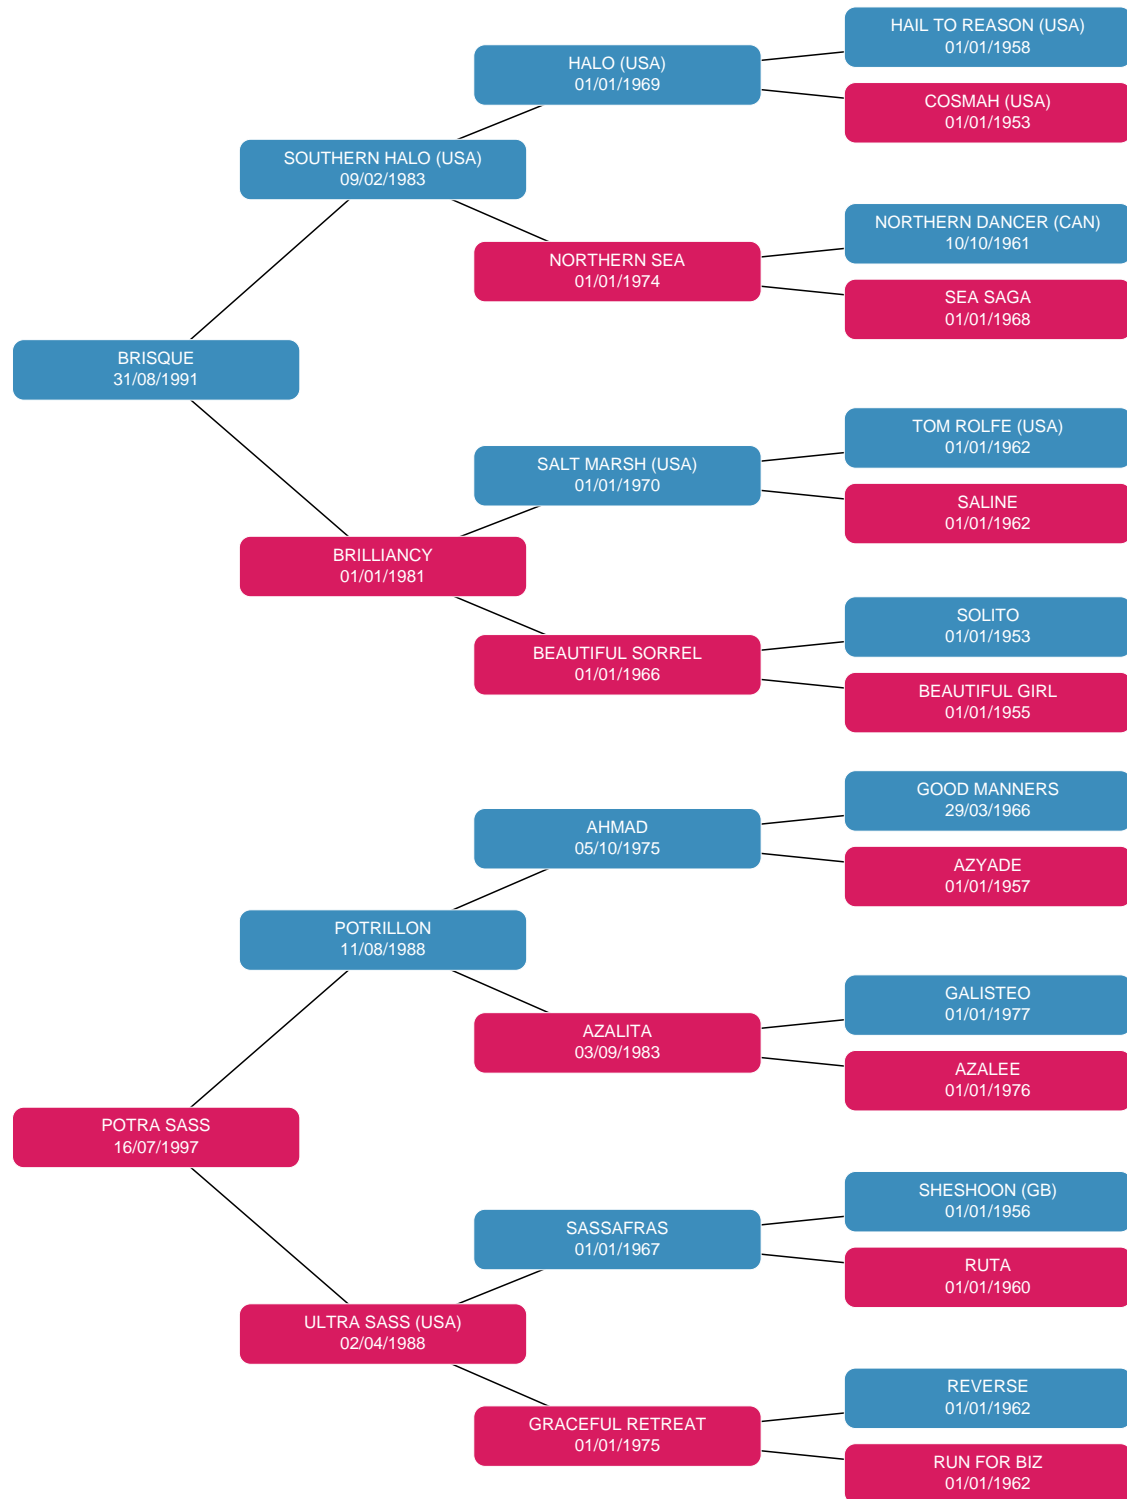 HAIL TO REASON (USA)
01/01/1958
HALO (USA)
01/01/1969
COSMAH (USA)
01/01/1953
SOUTHERN HALO (USA)
09/02/1983
NORTHERN DANCER (CAN)
10/10/1961
NORTHERN SEA
01/01/1974
SEA SAGA
01/01/1968
BRISQUE
31/08/1991
TOM ROLFE (USA)
01/01/1962
SALT MARSH (USA)
01/01/1970
SALINE
01/01/1962
BRILLIANCY
01/01/1981
SOLITO
01/01/1953
BEAUTIFUL SORREL
01/01/1966
BEAUTIFUL GIRL
01/01/1955
GOOD MANNERS
29/03/1966
AHMAD
05/10/1975
AZYADE
01/01/1957
POTRILLON
11/08/1988
GALISTEO
01/01/1977
AZALITA
03/09/1983
AZALEE
01/01/1976
POTRA SASS
16/07/1997
SHESHOON (GB)
01/01/1956
SASSAFRAS
01/01/1967
RUTA
01/01/1960
ULTRA SASS (USA)
02/04/1988
REVERSE
01/01/1962
GRACEFUL RETREAT
01/01/1975
RUN FOR BIZ
01/01/1962